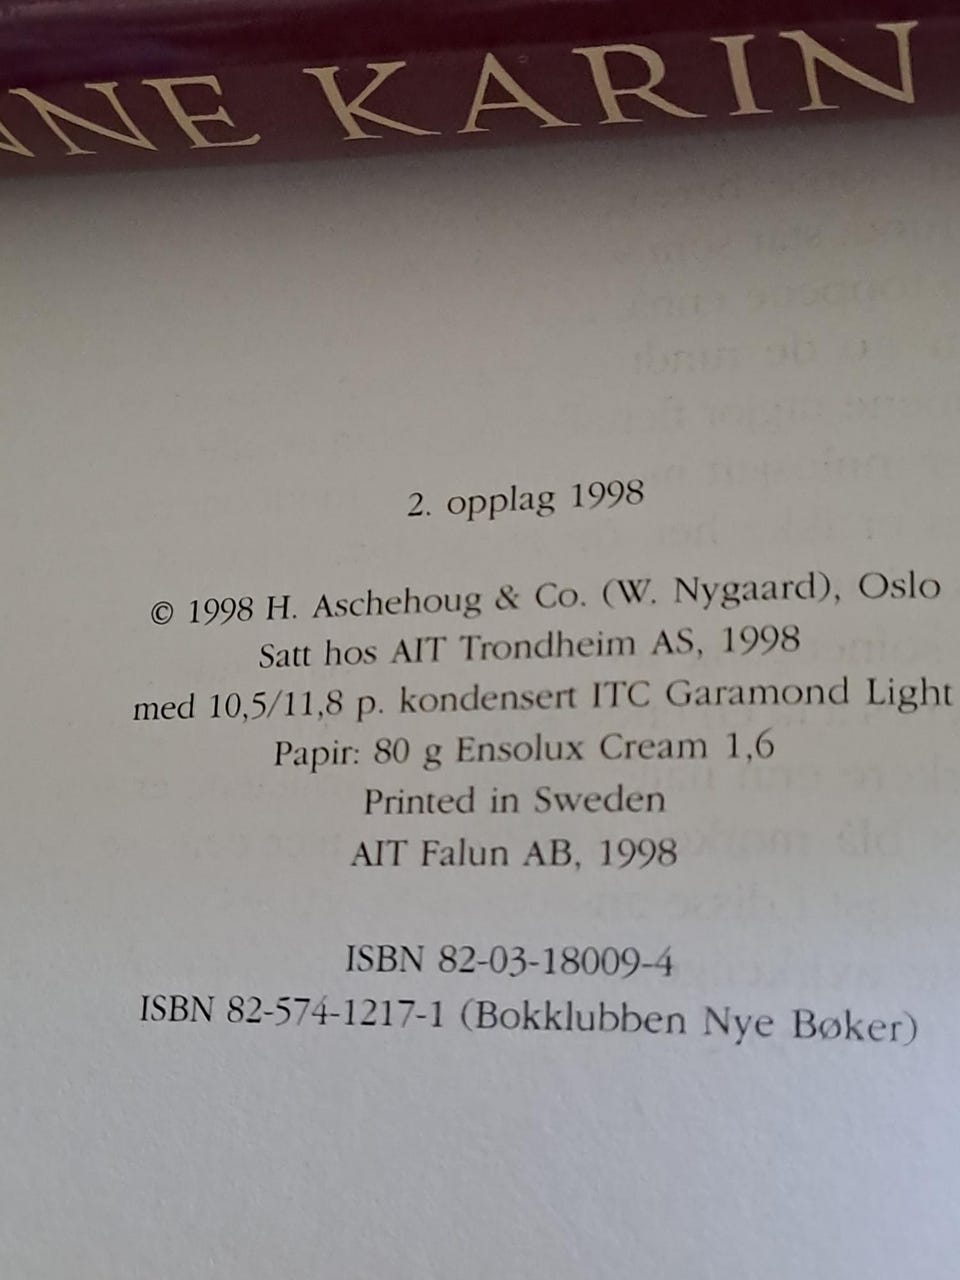 NNE KARIN
2. opplag 1998
© 1998 H. Aschehoug & Co. (W. Nygaard), Oslo
Satt hos AIT Trondheim AS, 1998
med 10,5/11,8 p. kondensert ITC Garamond Light
Papir: 80 g Ensolux Cream 1,6
Printed in Sweden
AIT Falun AB, 1998
ISBN 82-03-18009-4
ISBN 82-574-1217-1 (Bokklubben Nye Bøker)